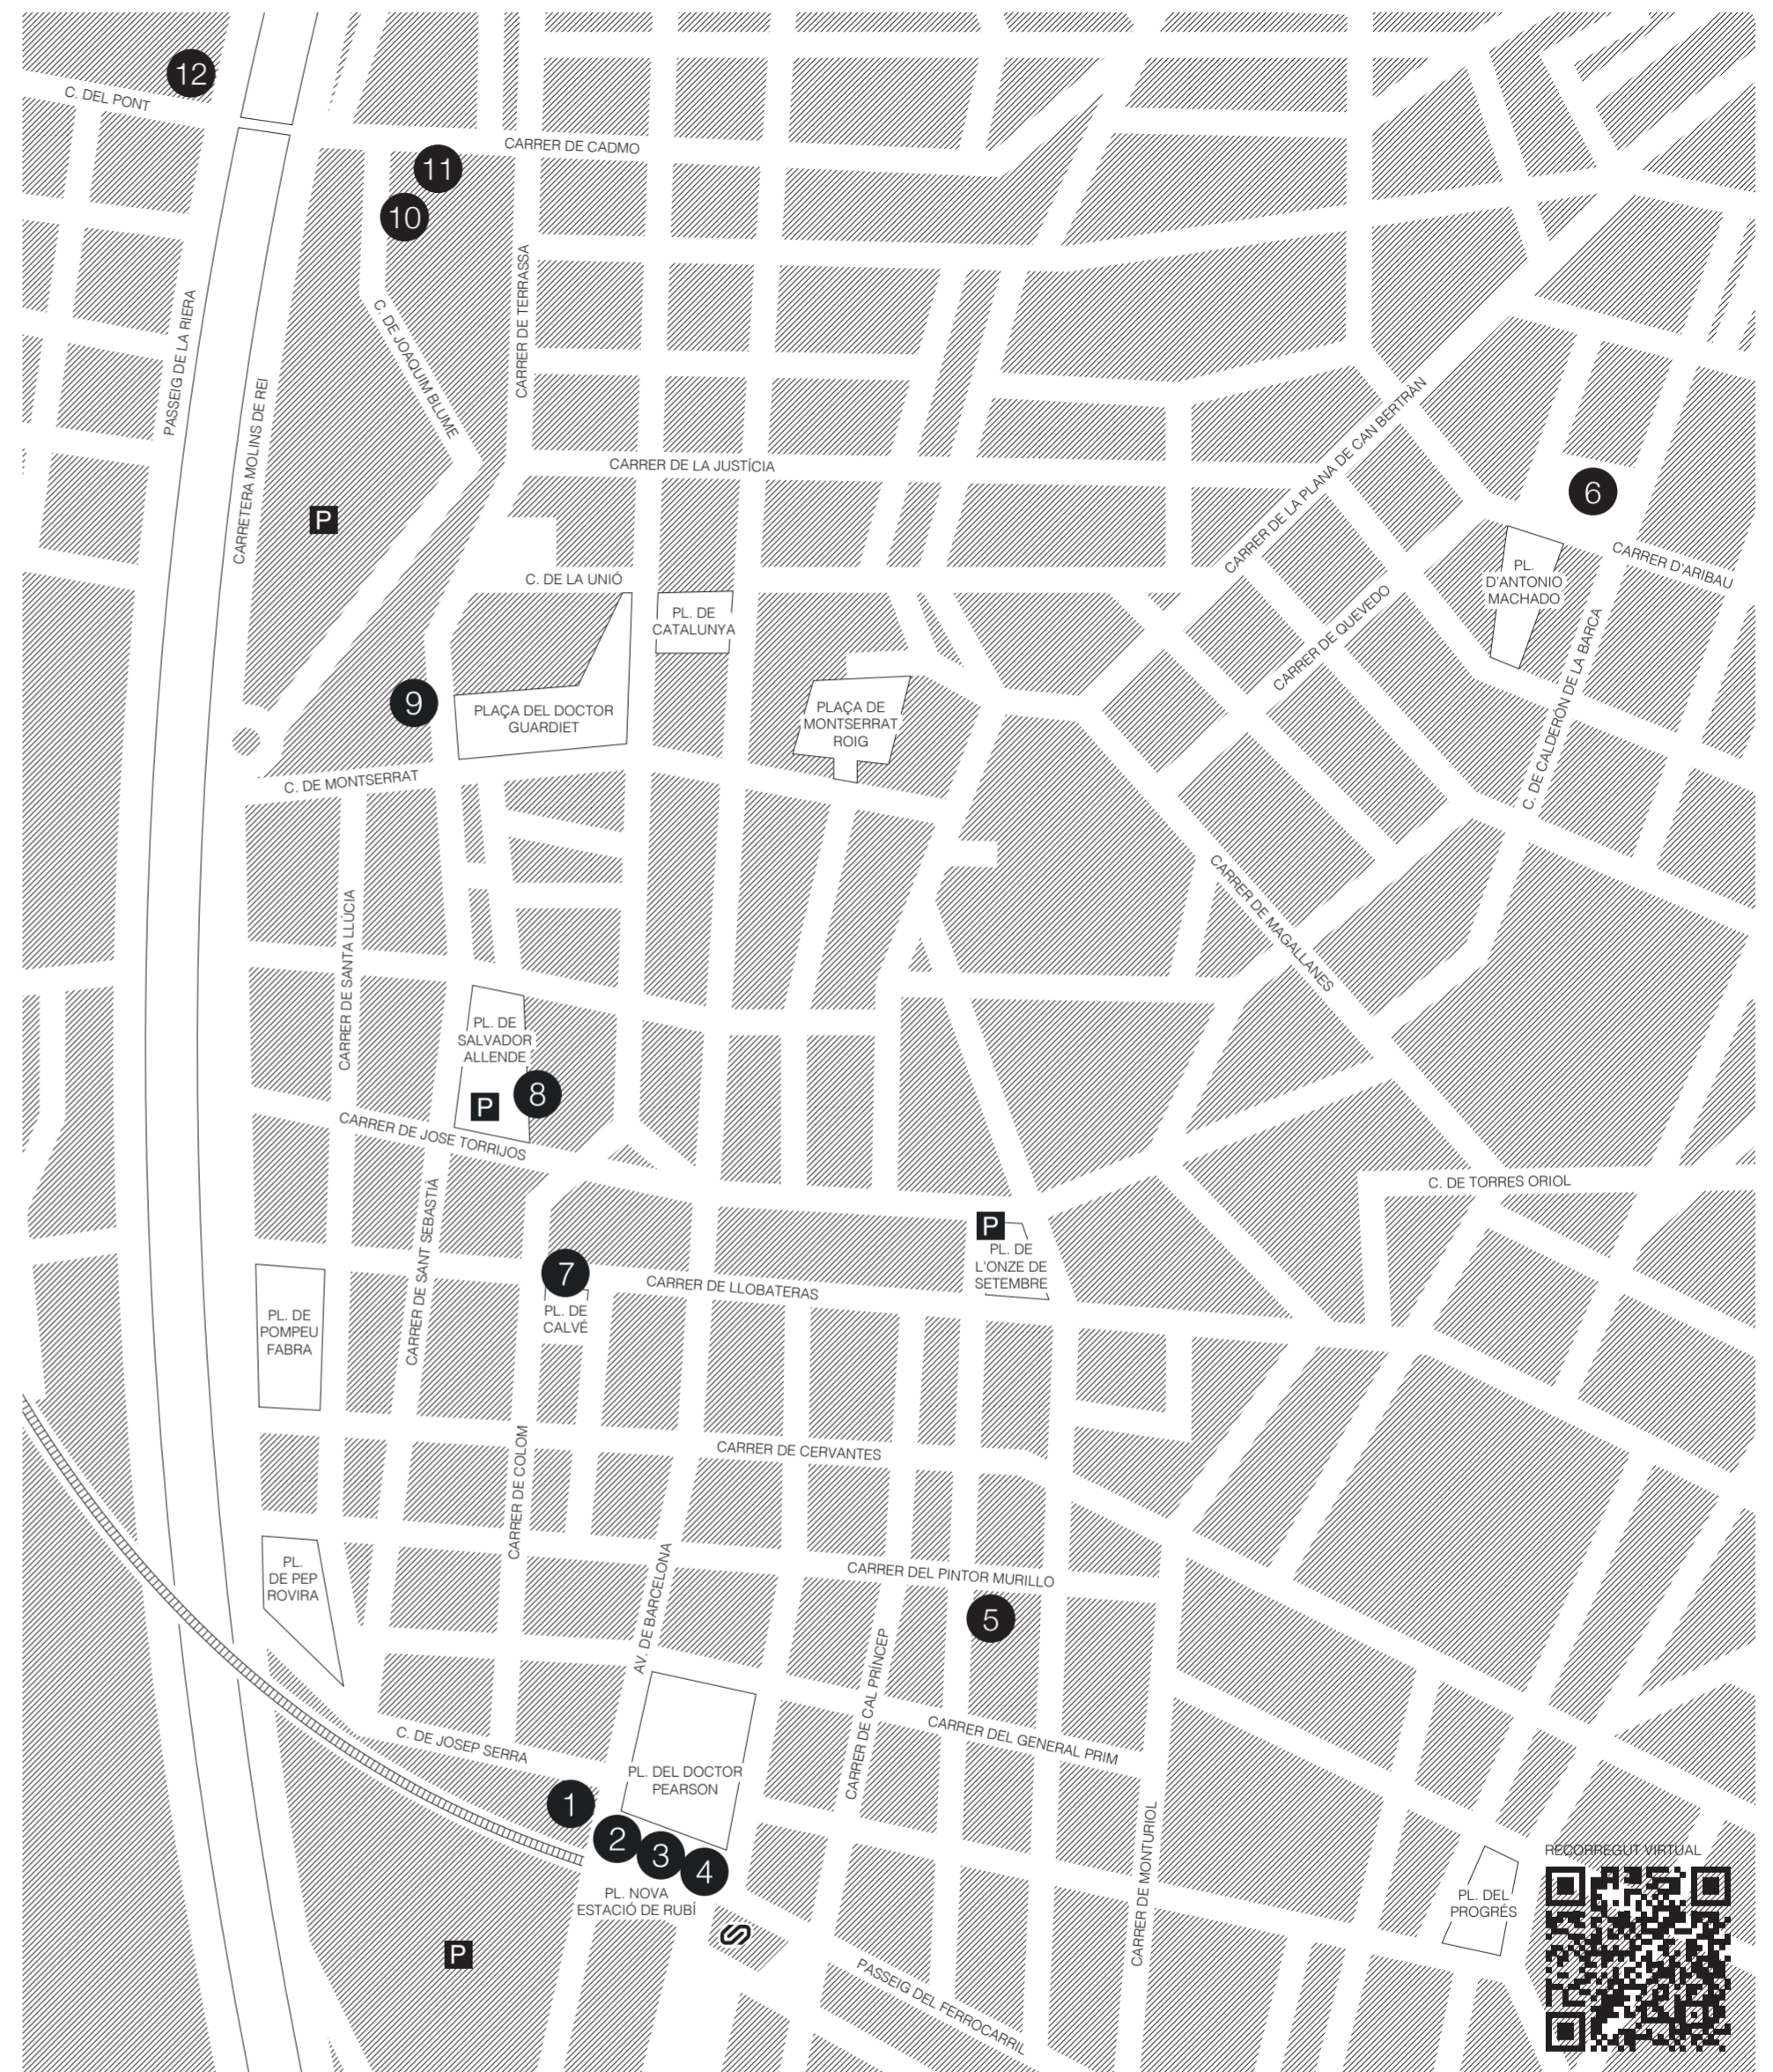 12
C. DEL PONT
CARRER DE CADMO
11
10
PASSEIG DE LA RIERA
CARRETERA MOLINS DE REI
C. DE JOAQUIM BLUME
CARRER DE TERRASSA
CARRER DE LA JUSTÍCIA
CARRER DE LA PLANA DE CAN BERTRÀN
6
P
C. DE LA UNIÓ
PL. DE
CATALUNYA
CARRER DE QUEVEDO
PL.
D'ANTONIO
MACHADO
CARRER D'ARIBAU
C. DE CALDERÓN DE LA BARCA
9
PLAÇA DEL DOCTOR
GUARDIET
PLAÇA DE
MONTSERRAT
ROIG
C. DE MONTSERRAT
CARRER DE SANTA LLÚCIA
CARRER DE MAGALLANES
PL. DE
SALVADOR
ALLENDE
P
8
CARRER DE JOSE TORRIJOS
C. DE TORRES ORIOL
CARRER DE SANT SEBASTIÀ
P
PL. DE
L'ONZE DE
SETEMBRE
7
CARRER DE LLOBATERAS
PL. DE
CALVÉ
PL. DE
POMPEU
FABRA
CARRER DE COLOM
CARRER DE CERVANTES
PL.
DE PEP
ROVIRA
AV. DE BARCELONA
CARRER DEL PINTOR MURILLO
5
CARRER DE CAL PRÍNCEP
CARRER DEL GENERAL PRIM
C. DE JOSEP SERRA
PL. DEL DOCTOR
PEARSON
1
2
3
4
CARRER DE MONTURIOL
PL. NOVA
ESTACIÓ DE RUBÍ
P
PASSEIG DEL FERROCARRIL
PL. DEL
PROGRÉS
RECORREGUT VIRTUAL